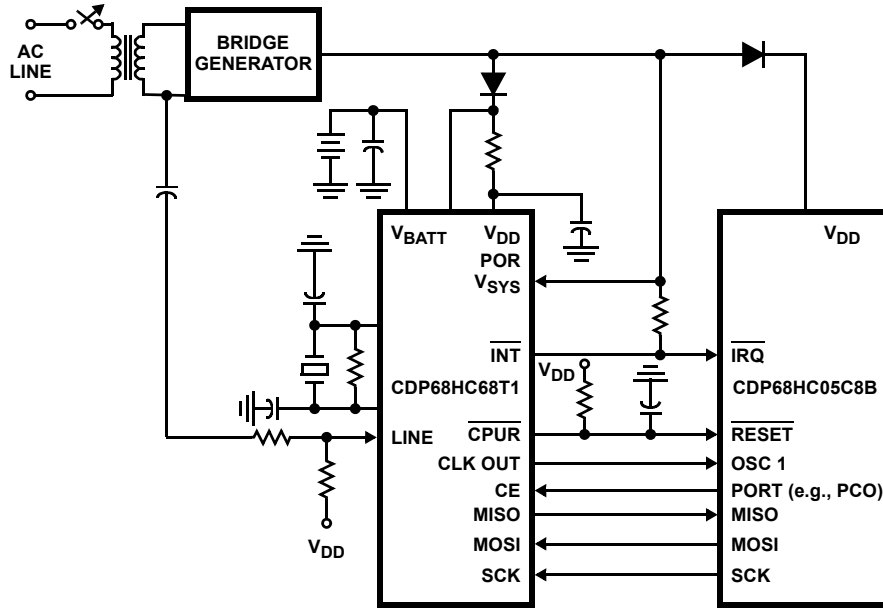 AC
LINE
BRIDGE
GENERATOR
VBATT
VDD
POR
VSYS
INT
CDP68HC68T1
LINE
CPUR
CLK OUT
CE
MISO
MOSI
SCK
VDD
VDD
VDD
IRQ
CDP68HC05C8B
RESET
OSC 1
PORT (e.g., PCO)
MISO
MOSI
SCK